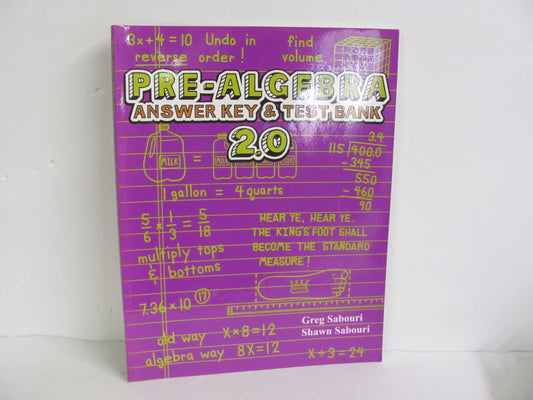 3x+4=10 Undo in
reverse order!
find
volume
PRE-ALGEBRA
ANSWER KEY & TEST BANK
2.0
MILK
=
1 gallon = 4 quarts
3.4
115 400.0
-345
550
-460
90
5/6 × 1/3 = 5/18
multiply tops
& bottoms
HEAR YE, HEAR YE.
THE KING'S FOOT SHALL
BECOME THE STANDARD
MEASURE!
7.36 × 10 17
old way X×8=12
algebra way 8X=12
X÷3=24
Greg Sabouri
Shawn Sabouri